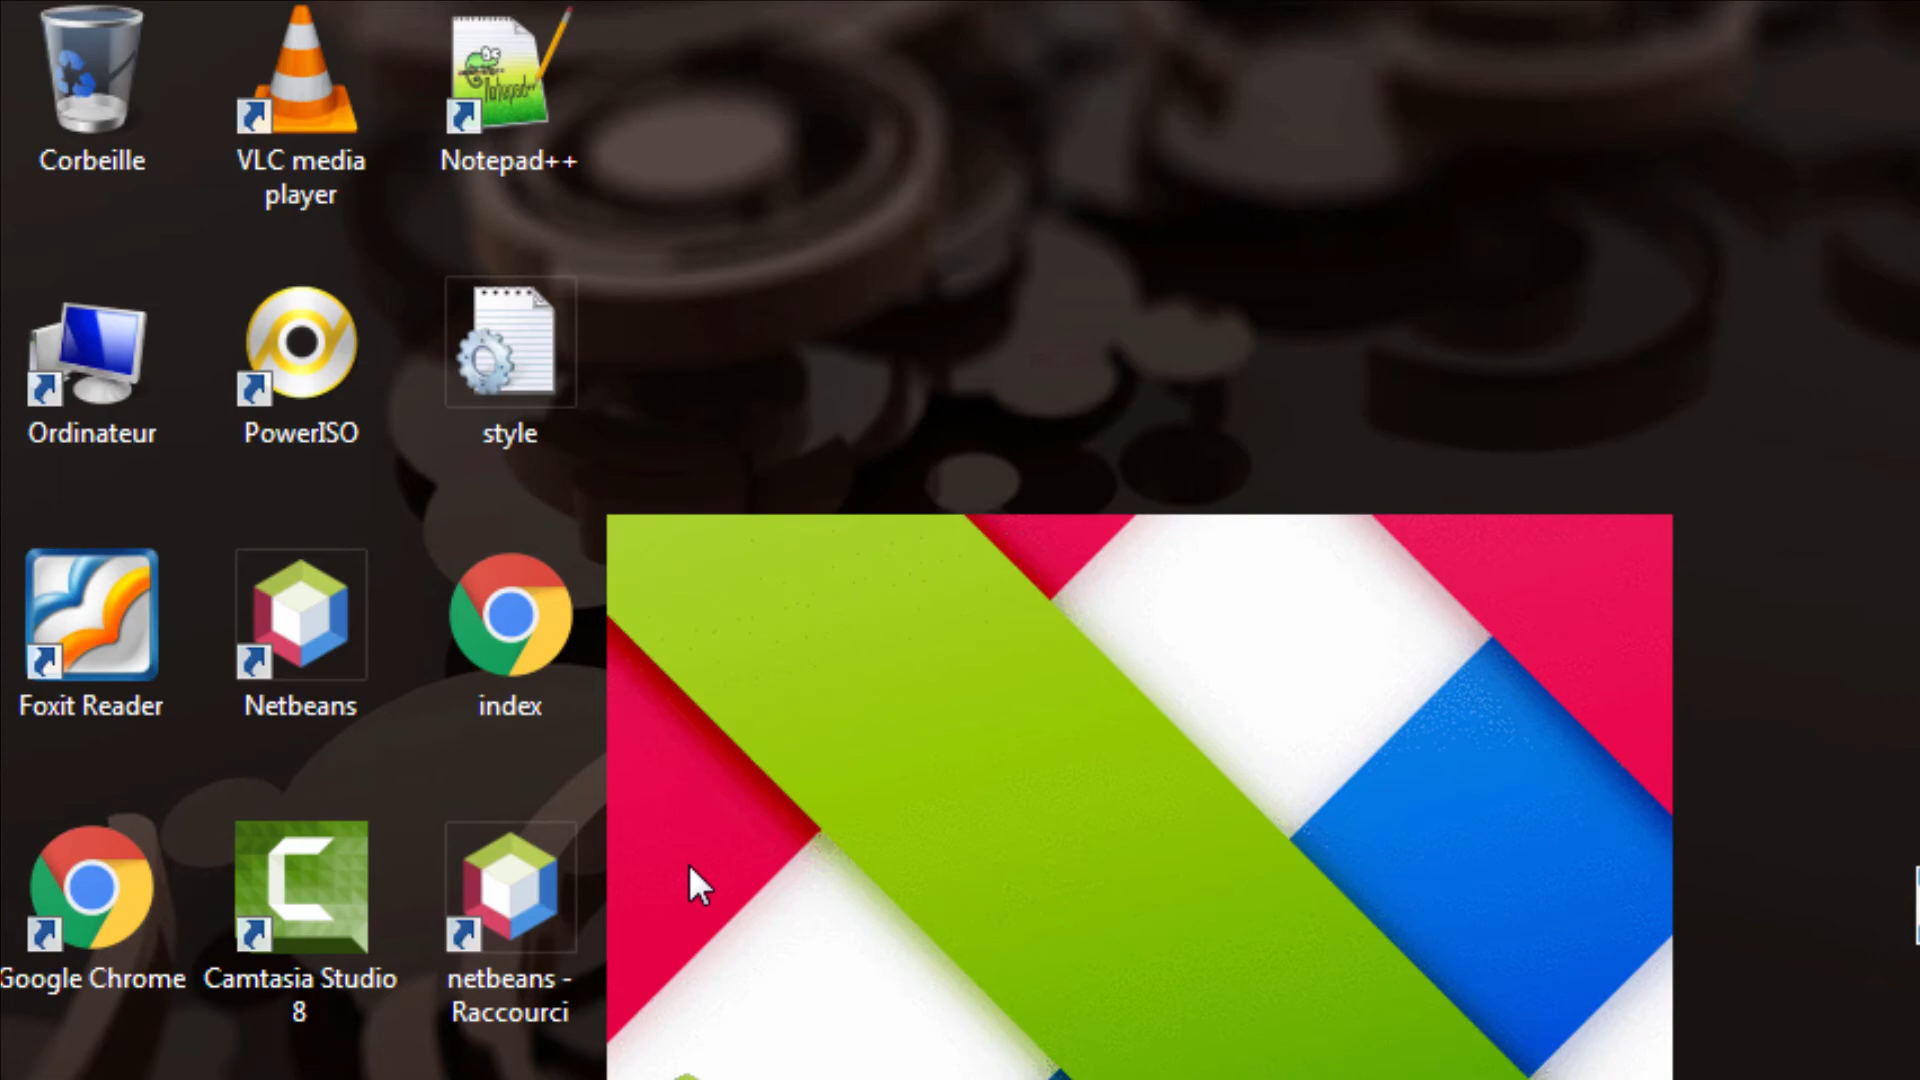 Corbeille
VLC media
player
Notepad++
Notepad++
Ordinateur
PowerISO
style
Foxit Reader
Netbeans
index
Google Chrome
Camtasia Studio
8
netbeans -
Raccourci